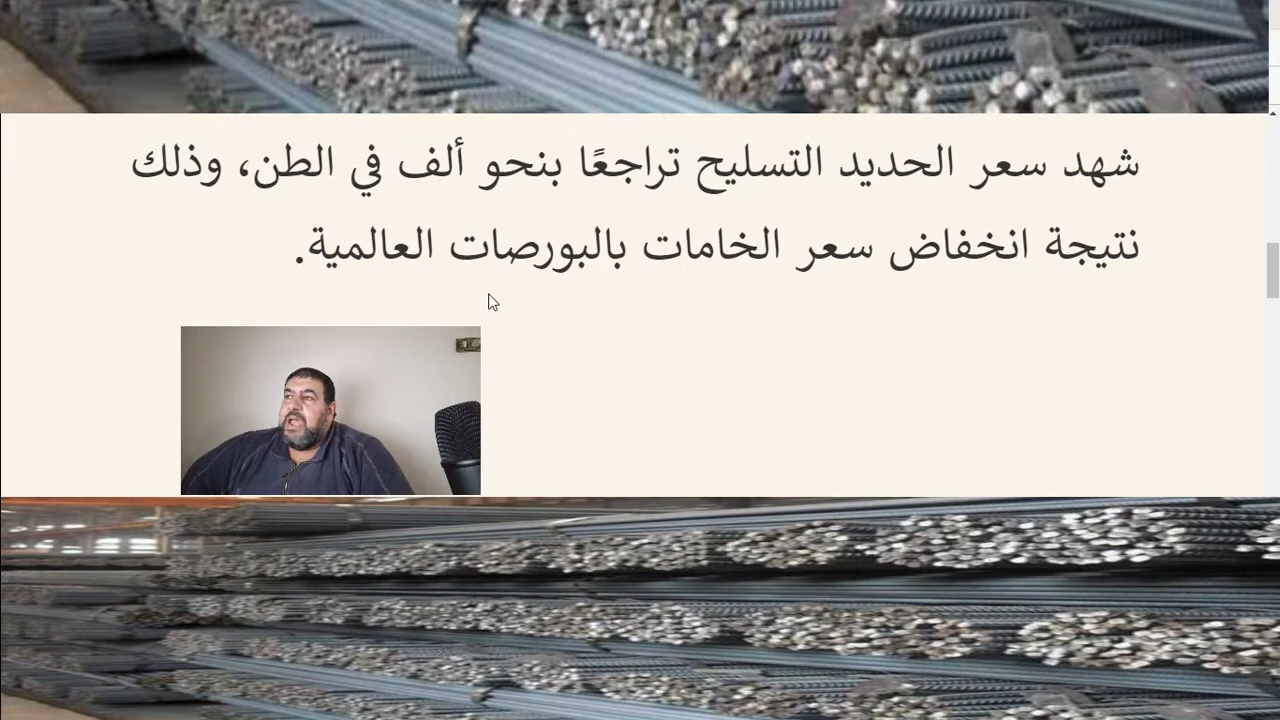 شهد سعر الحديد التسليح تراجعًا بنحو ألف في الطن، وذلك
نتيجة انخفاض سعر الخامات بالبورصات العالمية.